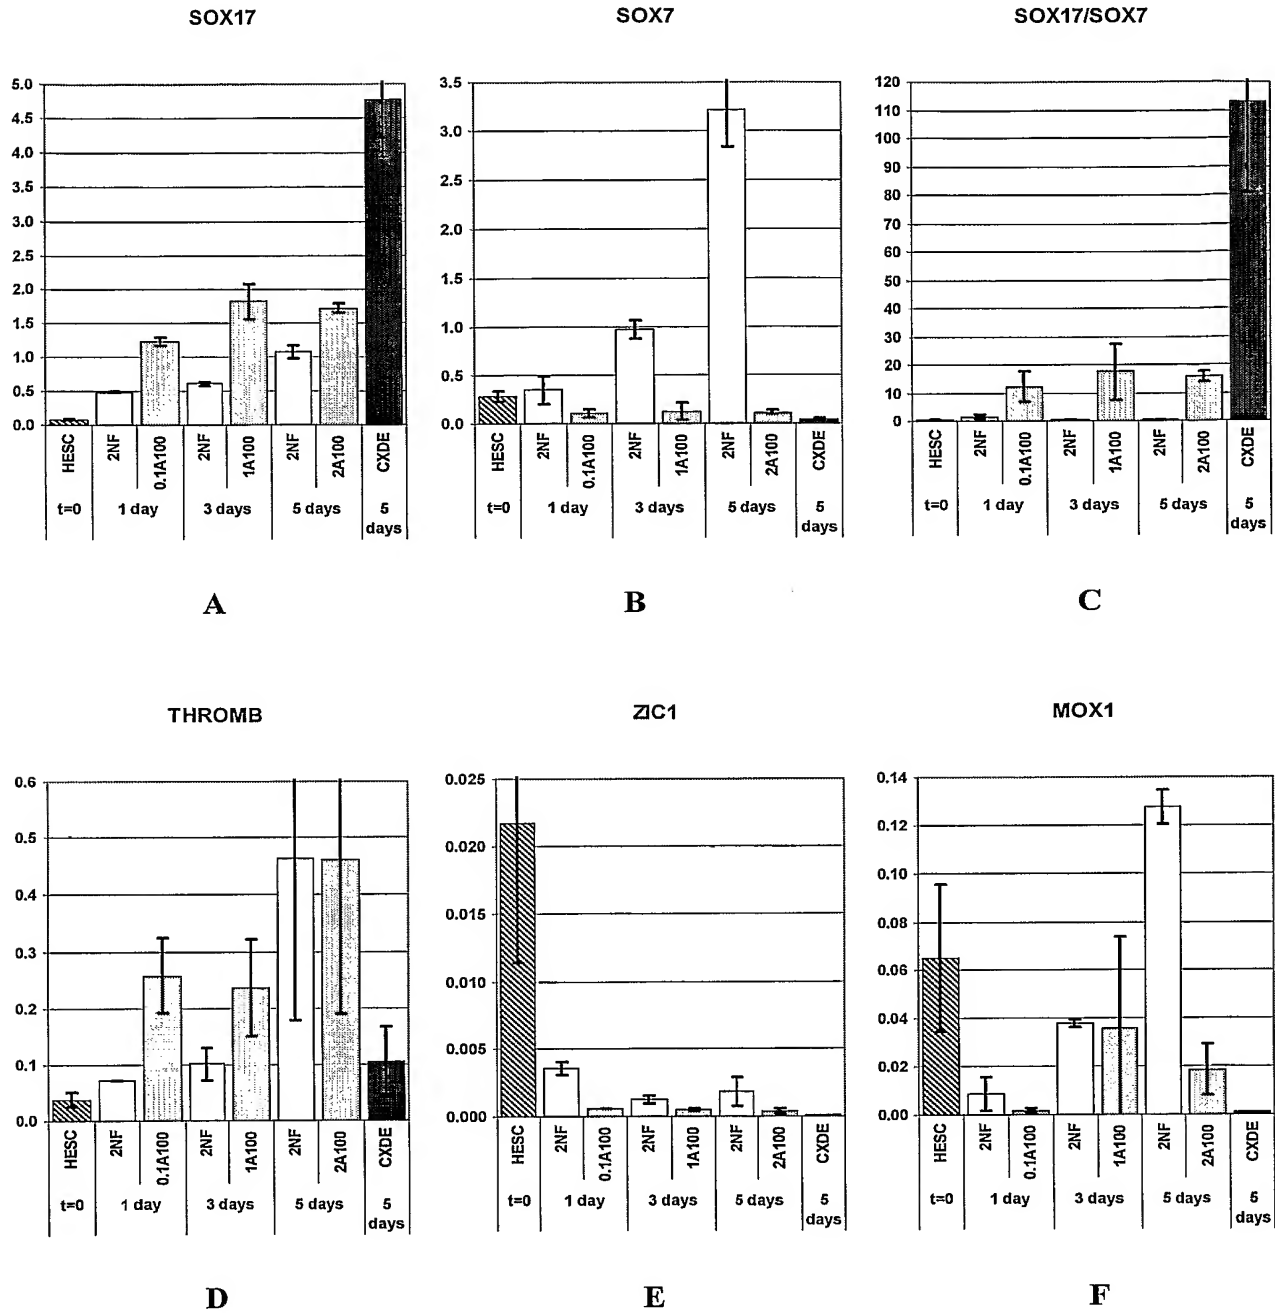 SOX17
5.0
4.5
4.0
3.5
3.0
2.5
2.0
1.5
1.0
0.5
0.0
HESC 2NF 0.1A100 2NF 1A100 2NF 2A100 CXDE
t=0 1 day 3 days 5 days 5 days
A
SOX7
3.5
3.0
2.5
2.0
1.5
1.0
0.5
0.0
HESC 2NF 0.1A100 2NF 1A100 2NF 2A100 CXDE
t=0 1 day 3 days 5 days 5 days
B
SOX17/SOX7
120
110
100
90
80
70
60
50
40
30
20
10
0
HESC 2NF 0.1A100 2NF 1A100 2NF 2A100 CXDE
t=0 1 day 3 days 5 days 5 days
C
THROMB
0.6
0.5
0.4
0.3
0.2
0.1
0.0
HESC 2NF 0.1A100 2NF 1A100 2NF 2A100 CXDE
t=0 1 day 3 days 5 days 5 days
D
ZIC1
0.025
0.020
0.015
0.010
0.005
0.000
HESC 2NF 0.1A100 2NF 1A100 2NF 2A100 CXDE
t=0 1 day 3 days 5 days 5 days
E
MOX1
0.14
0.12
0.10
0.08
0.06
0.04
0.02
0.00
HESC 2NF 0.1A100 2NF 1A100 2NF 2A100 CXDE
t=0 1 day 3 days 5 days 5 days
F